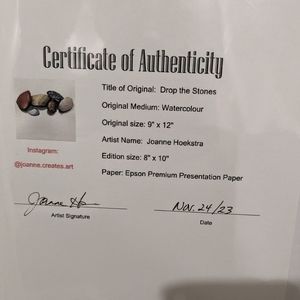 Certificate of Authenticity
Title of Original: Drop the Stones
Original Medium: Watercolour
Original size: 9" x 12"
Artist Name: Joanne Hoekstra
Edition size: 8" x 10"
Paper: Epson Premium Presentation Paper
Instagram:
@joanne.creates.art
Joanne H
Nov. 24/23
Artist Signature
Date